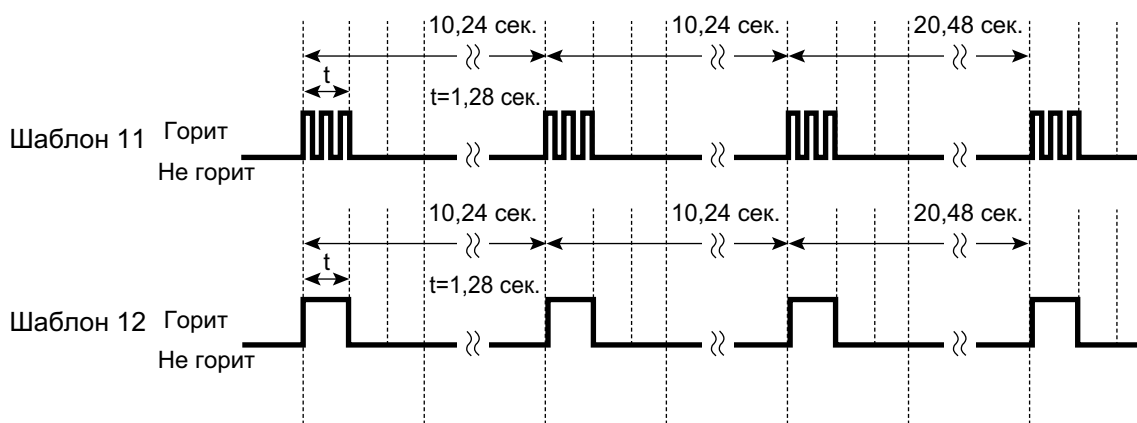 10,24 сек. 10,24 сек. 20,48 сек.
t
t=1,28 сек.
Шаблон 11 Горит
Не горит
10,24 сек. 10,24 сек. 20,48 сек.
t
t=1,28 сек.
Шаблон 12 Горит
Не горит